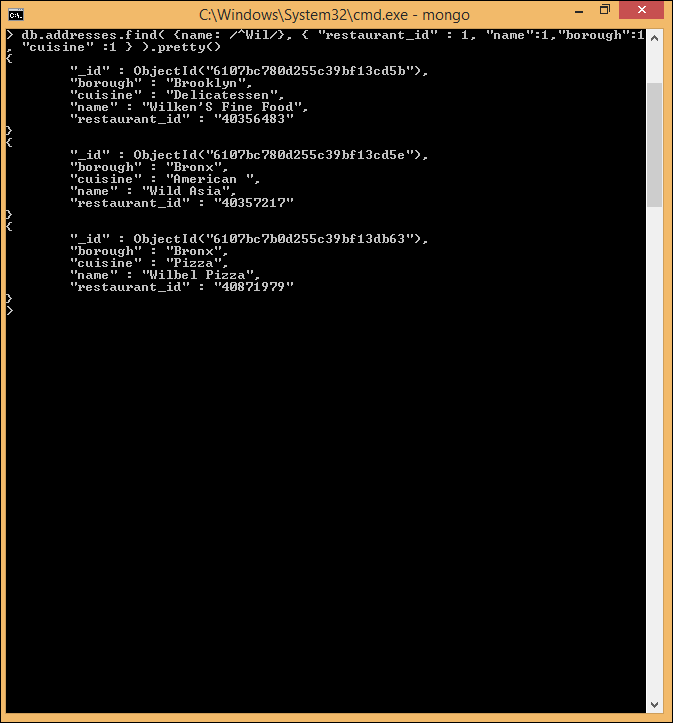 C:\Windows\System32\cmd.exe - mongo
> db.addresses.find( {name: /^Wil/}, { "restaurant_id" : 1, "name":1,"borough":1
, "cuisine" :1 } ).pretty()
{
"_id" : ObjectId("6107bc780d255c39bf13cd5b"),
"borough" : "Brooklyn",
"cuisine" : "Delicatessen",
"name" : "Wilken'S Fine Food",
"restaurant_id" : "40356483"
}
{
"_id" : ObjectId("6107bc780d255c39bf13cd5e"),
"borough" : "Bronx",
"cuisine" : "American ",
"name" : "Wild Asia",
"restaurant_id" : "40357217"
}
{
"_id" : ObjectId("6107bc7b0d255c39bf13db63"),
"borough" : "Bronx",
"cuisine" : "Pizza",
"name" : "Wilbel Pizza",
"restaurant_id" : "40871979"
}
>